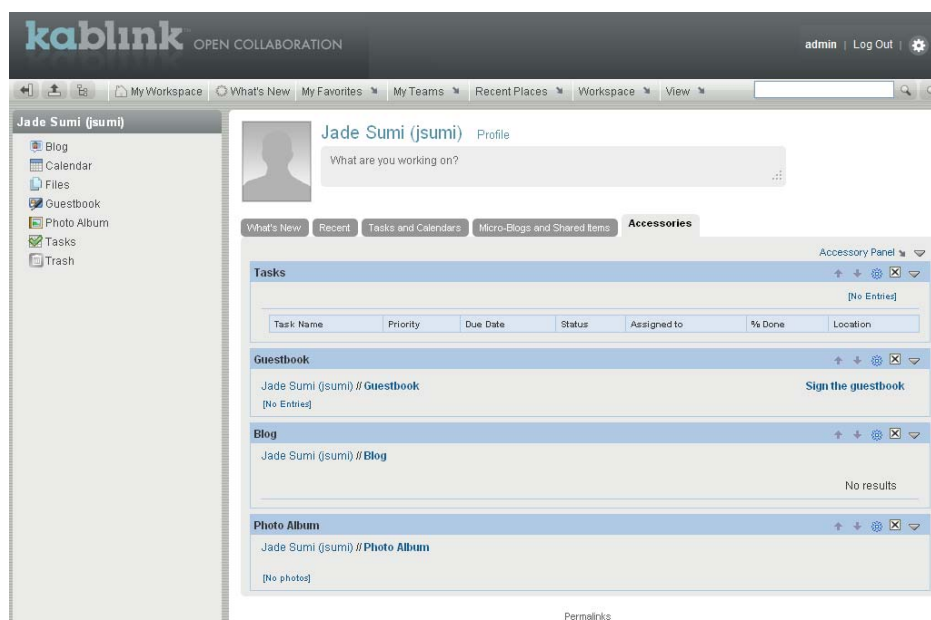 kablink OPEN COLLABORATION
admin | Log Out |
My Workspace What's New My Favorites My Teams Recent Places Workspace View
Jade Sumi (jsumi)
Blog
Calendar
Files
Guestbook
Photo Album
Tasks
Trash
Jade Sumi (jsumi) Profile
What are you working on?
What's New Recent Tasks and Calendars Micro-Blogs and Shared Items Accessories
Accessory Panel
Tasks
[No Entries]
Task Name Priority Due Date Status Assigned to % Done Location
Guestbook
Jade Sumi (jsumi) // Guestbook Sign the guestbook
[No Entries]
Blog
Jade Sumi (jsumi) // Blog
No results
Photo Album
Jade Sumi (jsumi) // Photo Album
[No photos]
Permalinks